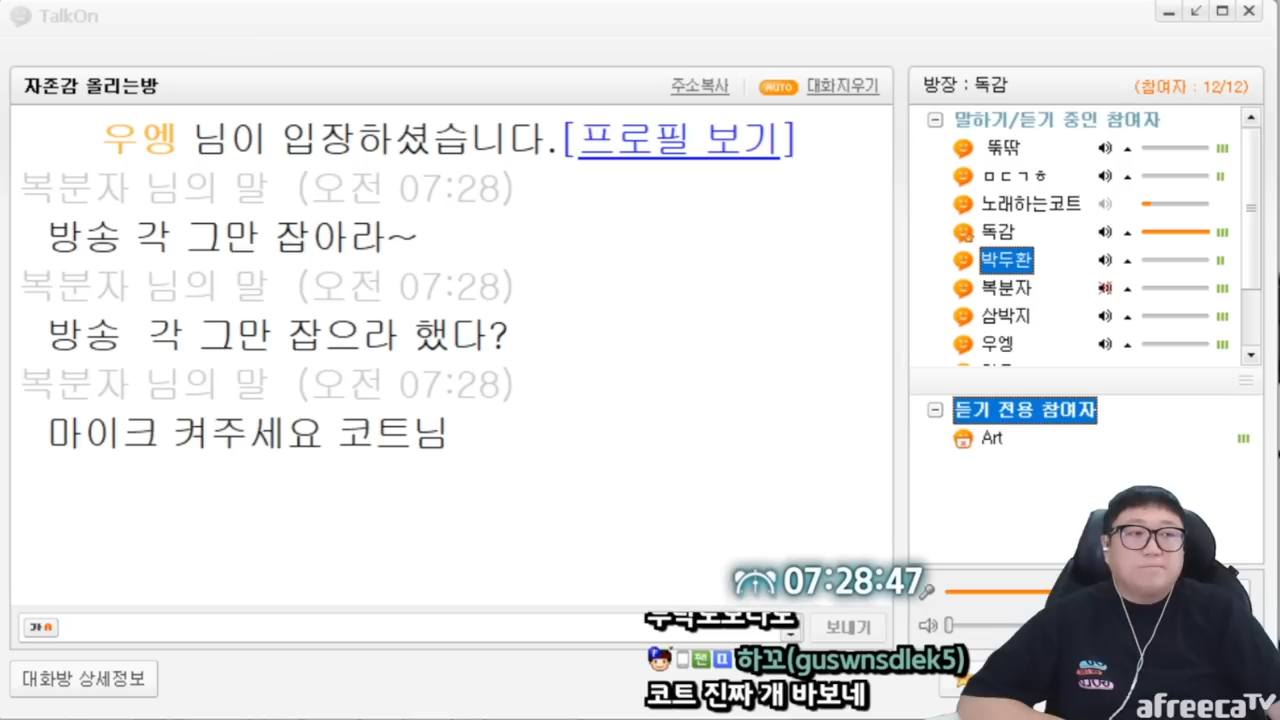 TalkOn
자존감 올리는방
주소복사
AUTO
대화지우기
우엥 님이 입장하셨습니다.[프로필 보기]
복분자 님의 말 (오전 07:28)
방송 각 그만 잡아라~
복분자 님의 말 (오전 07:28)
방송 각 그만 잡으라 했다?
복분자 님의 말 (오전 07:28)
마이크 켜주세요 코트님
가
보내기
대화방 상세정보
방장 : 독감
(참여자 : 12/12)
말하기/듣기 중인 참여자
뚞딲
ㅁㄷㄱㅎ
노래하는코트
독감
박두환
복분자
삼박지
우엥
듣기 전용 참여자
Art
07:28:47
팬
하꼬(guswnsdlek5)
코트 진짜 개 바보네
afreecaTV